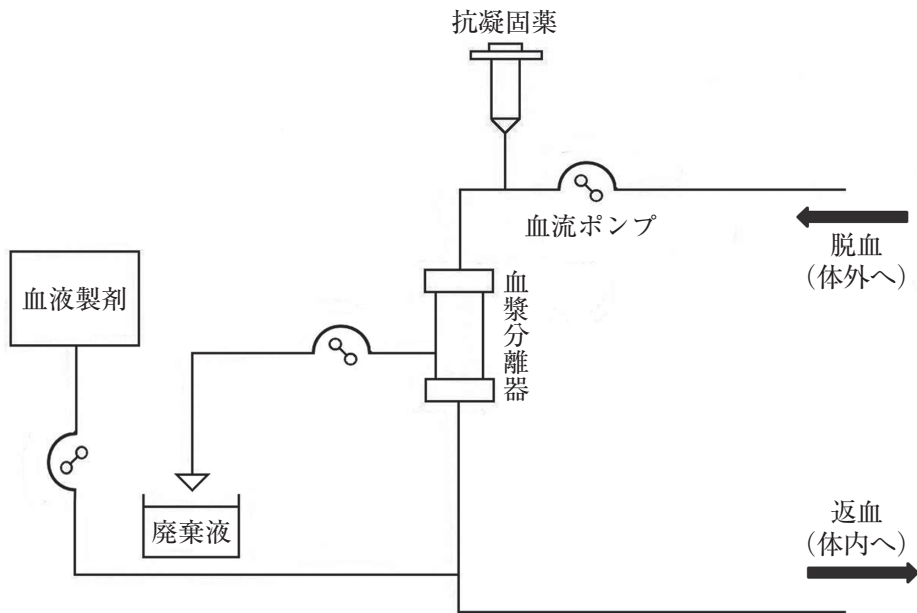 抗凝固薬
血流ポンプ
脱血
(体外へ)
血液製剤
血漿分離器
廃棄液
返血
(体内へ)